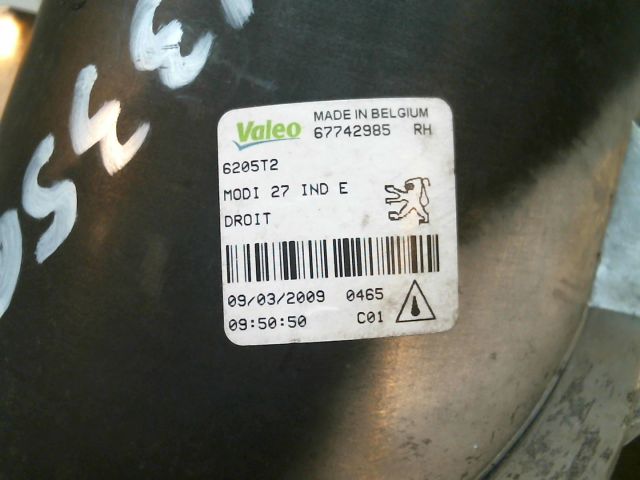 Valeo MADE IN BELGIUM
67742985 RH
6205T2
MODI 27 IND E
DROIT
09/03/2009 0465
09:50:50 C01